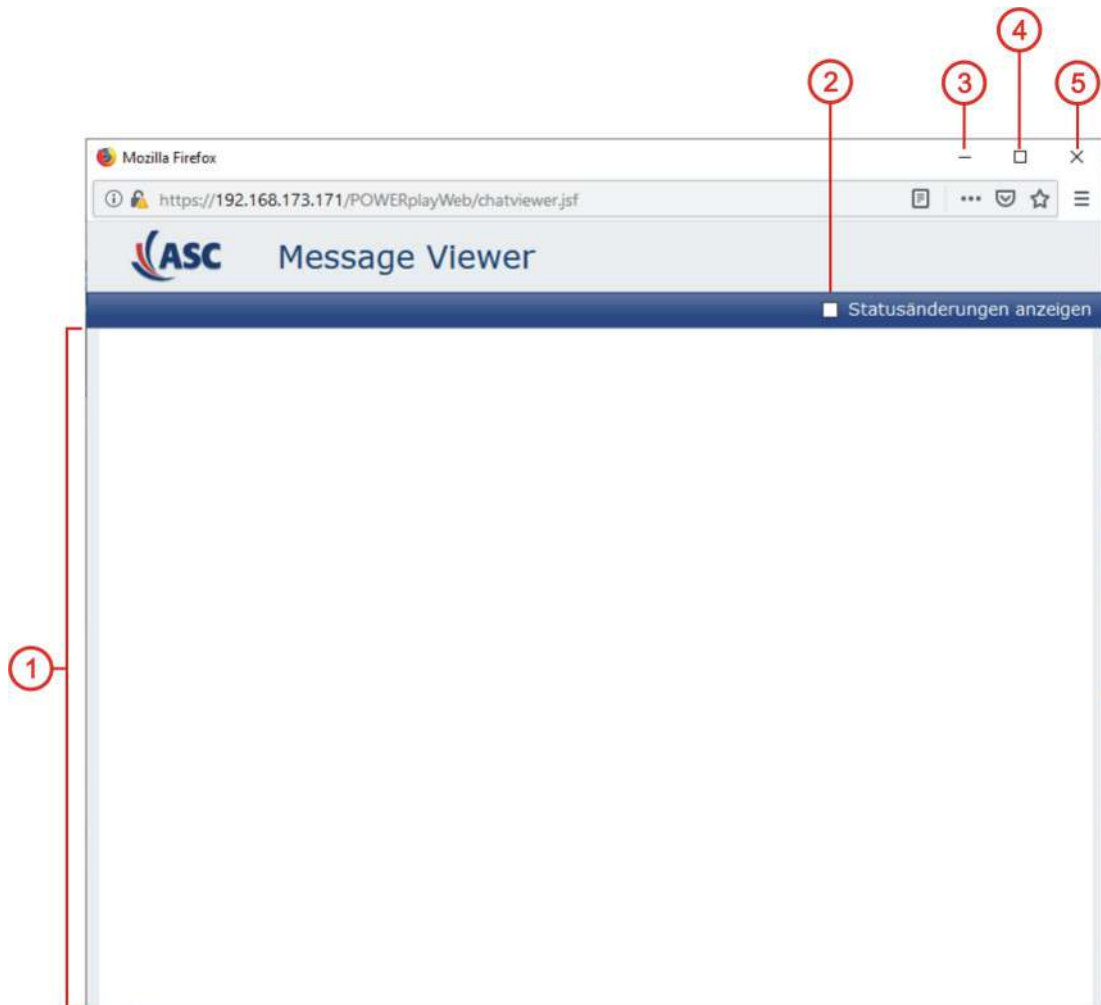 4
2 3 5
Mozilla Firefox
https://192.168.173.171/POWERplayWeb/chatviewer.jsf
ASC Message Viewer
Statusänderungen anzeigen
1